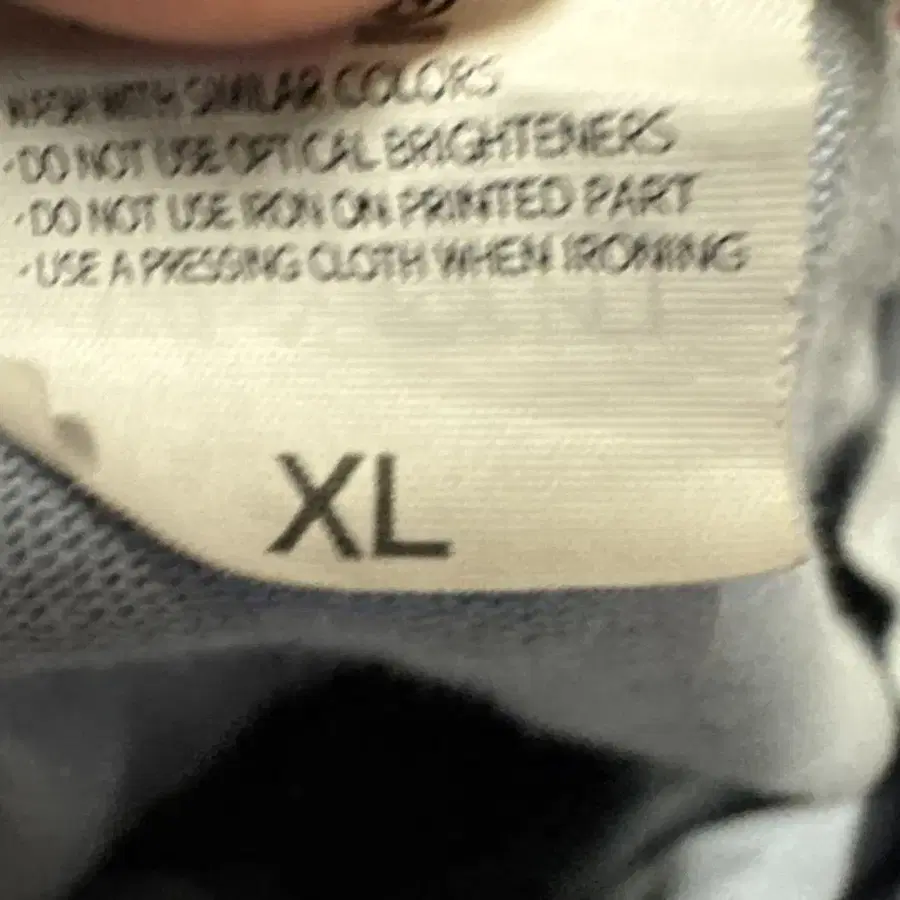 WASH WITH SIMILAR COLORS
·DO NOT USE OPTICAL BRIGHTENERS
·DO NOT USE IRON ON PRINTED PART
·USE A PRESSING CLOTH WHEN IRONING
XL